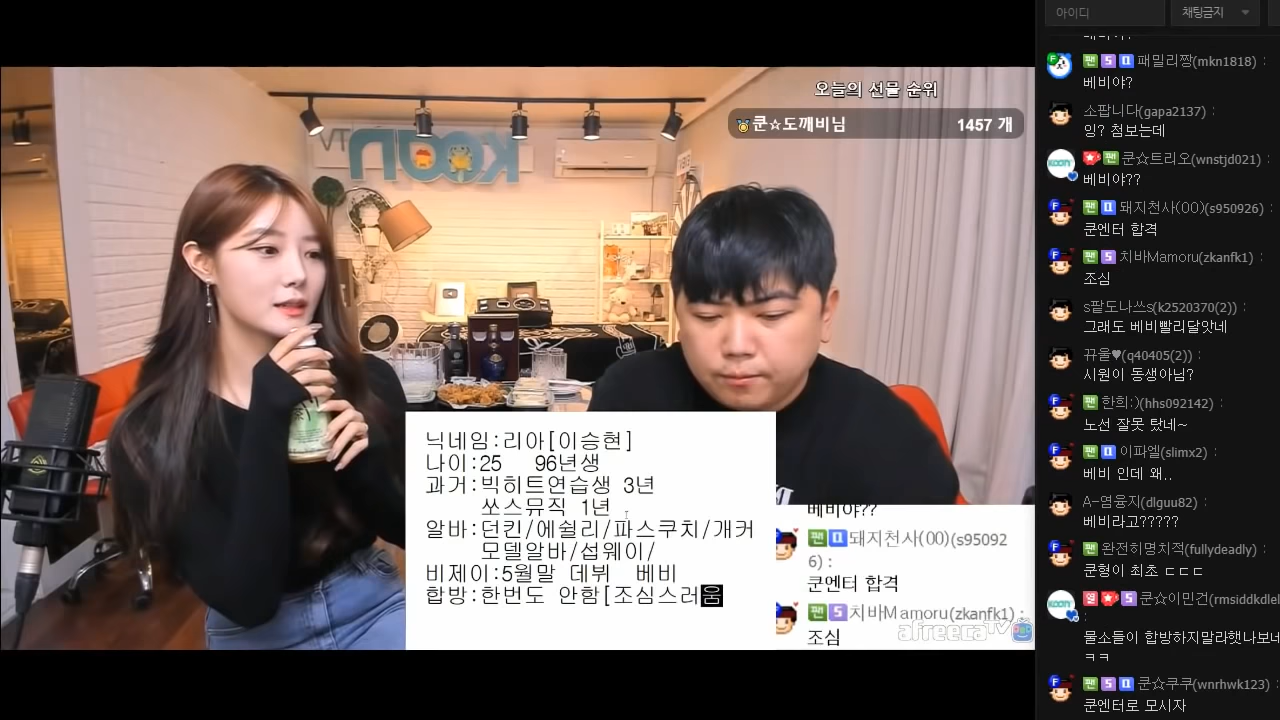 아이디
채팅금지
오늘의 선물 순위
쿤☆도깨비님 1457 개
KOON TV
닉네임:리아[이승현]
나이:25 96년생
과거:빅히트연습생 3년
쏘스뮤직 1년
알바:던킨/에쉴리/파스쿠치/개커
모델알바/섭웨이/
비제이:5월말 데뷔 베비
합방:한번도 안함[조심스러움
베비야??
팬 돼지천사(00)(s95092
6) :
쿤엔터 합격
팬 S 치바Mamoru(zkanfk1) :
조심
afreecaTV
팬 S 패밀리짱(mkn1818) :
베비야?
소팝니다(gapa2137) :
잉? 첨보는데
팬 쿤☆트리오(wnstjd021) :
베비야??
팬 돼지천사(00)(s950926) :
쿤엔터 합격
팬 S 치바Mamoru(zkanfk1) :
조심
s팥도나쓰s(k2520370(2)) :
그래도 베비빨리달앗네
뀨울♥(q40405(2)) :
시원이 동생아님?
팬 한희:)(hhs092142) :
노선 잘못 탔네~
팬 이파엘(slimx2) :
베비 인데 왜..
A-염융지(dlguu82) :
베비라고?????
팬 완전히명치적(fullydeadly) :
쿤형이 최초 ㄷㄷㄷ
열 S 쿤☆이민건(rmsiddkdlel
:
물소들이 합방하지말라햇나보네
ㅋㅋ
팬 S 쿤☆쿠쿠(wnrhwk123) :
쿤엔터로 모시자